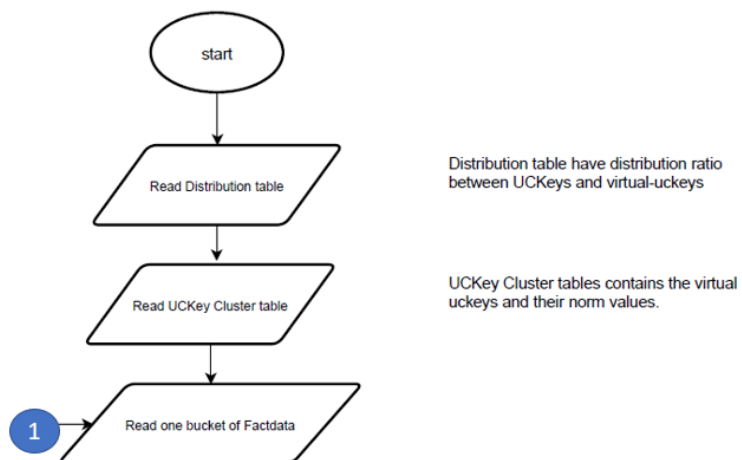 start
Read Distribution table
Distribution table have distribution ratio
between UCKeys and virtual-uckeys
Read UCKey Cluster table
UCKey Cluster tables contains the virtual
uckeys and their norm values.
1
Read one bucket of Factdata